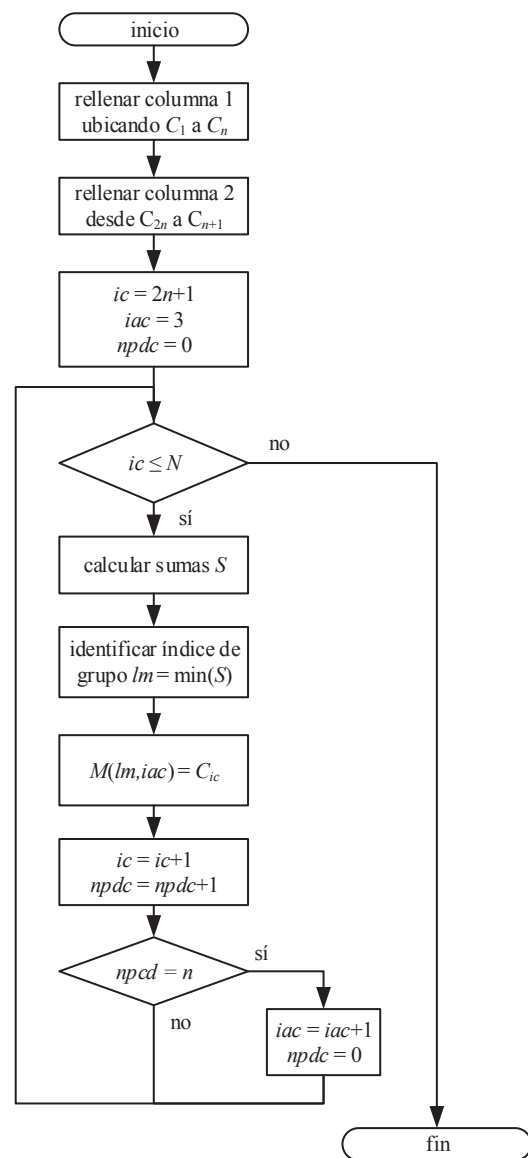 inicio
rellenar columna 1
ubicando C₁ a Cₙ
rellenar columna 2
desde C₂ₙ a Cₙ₊₁
ic = 2n+1
iac = 3
npdc = 0
ic ≤ N
no
sí
calcular sumas S
identificar índice de
grupo lm = min(S)
M(lm,iac) = C_ic
ic = ic+1
npdc = npdc+1
npcd = n
sí
no
iac = iac+1
npdc = 0
fin